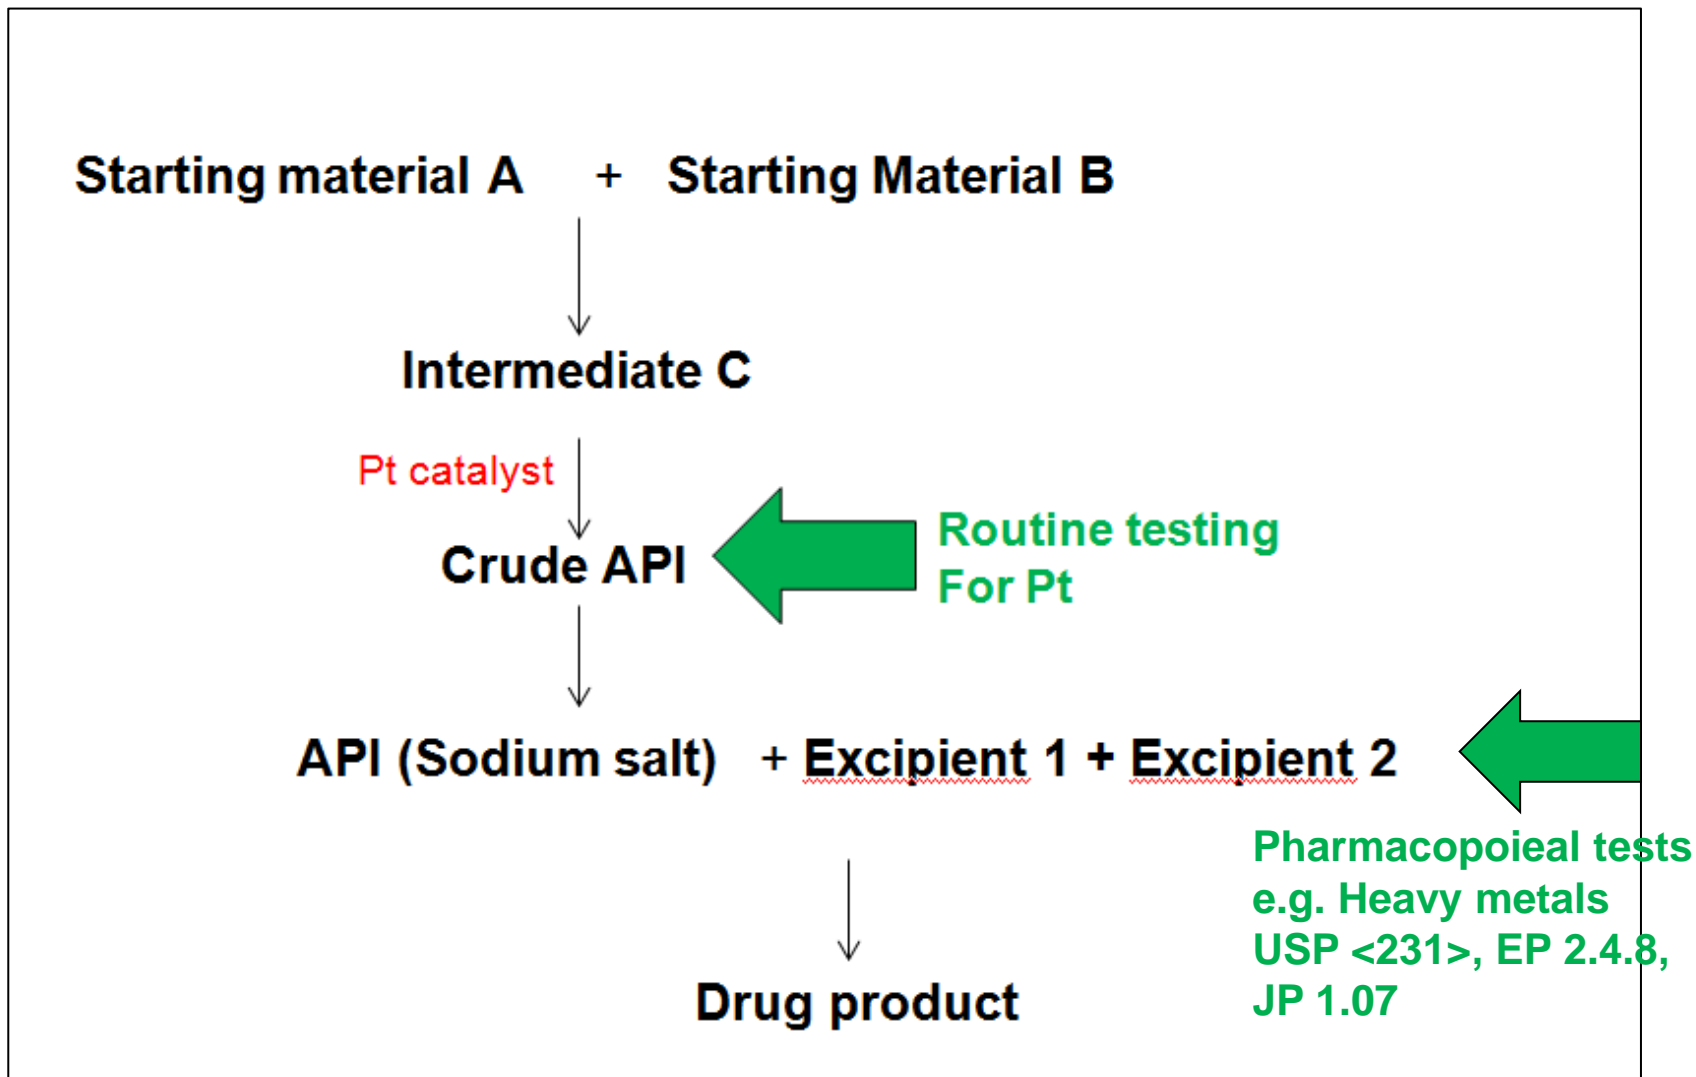 Starting material A + Starting Material B
Intermediate C
Pt catalyst
Crude API
Routine testing
For Pt
API (Sodium salt) + Excipient 1 + Excipient 2
Pharmacopoieal tests
e.g. Heavy metals
USP <231>, EP 2.4.8,
JP 1.07
Drug product